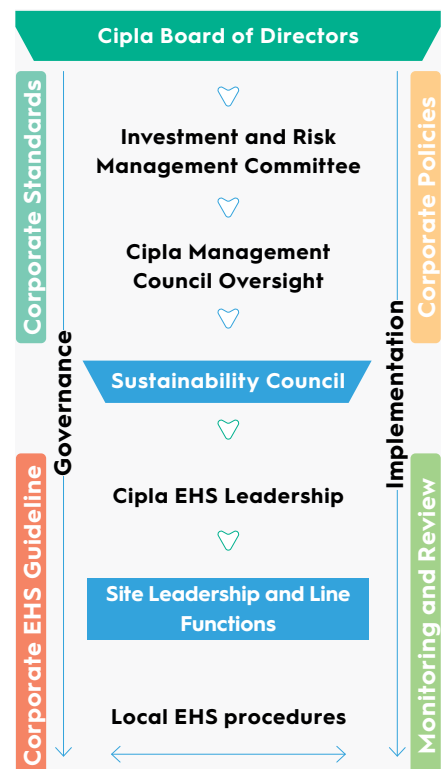 Cipla Board of Directors
Corporate Standards
Corporate Policies
Investment and Risk
Management Committee
Cipla Management
Council Oversight
Governance
Implementation
Sustainability Council
Corporate EHS Guideline
Monitoring and Review
Cipla EHS Leadership
Site Leadership and Line
Functions
Local EHS procedures